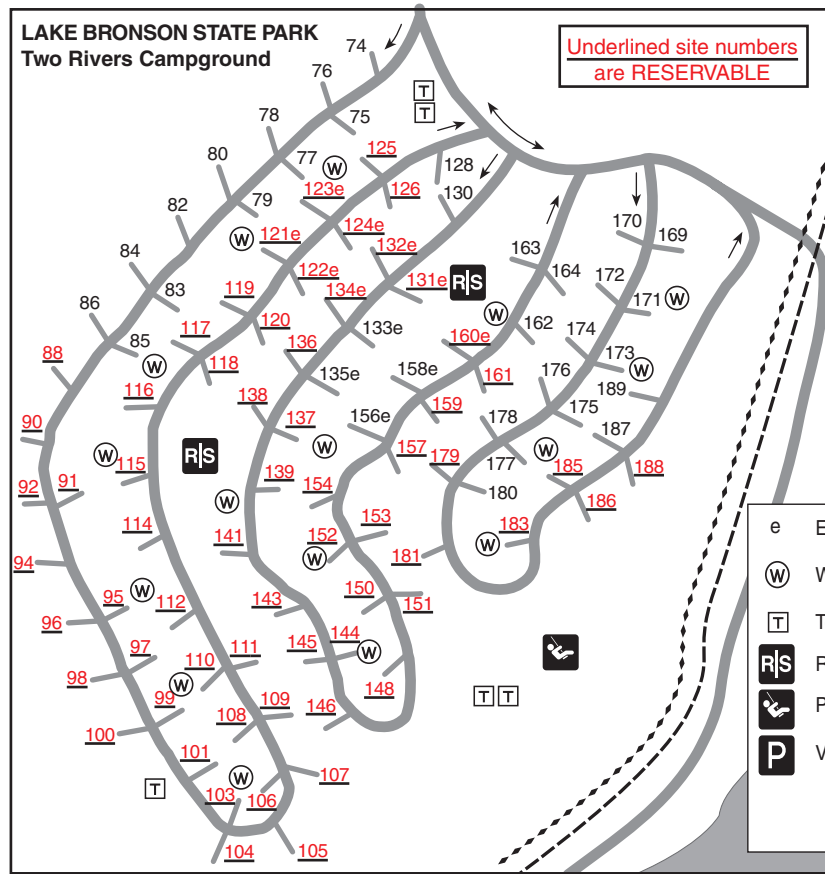 LAKE BRONSON STATE PARK
Two Rivers Campground
Underlined site numbers
are RESERVABLE
74
76
75
T
T
78
77
W
125
128
80
79
123e
126
130
82
121e
W
124e
132e
163
170
169
84
83
122e
134e
131e
R|S
164
172
171
W
119
120
133e
W
162
86
85
117
118
136
160e
161
174
173
W
88
W
116
138
135e
158e
159
176
175
189
90
137
W
156e
157
178
177
187
92
91
W
115
R|S
139
154
179
180
W
185
188
W
186
94
114
141
152
W
153
181
W
183
96
95
W
112
143
150
151
98
97
110
111
145
144
W
148
100
99
W
108
109
146
T
T
101
103
W
106
107
T
104
105
e
E
W
W
T
T
R|S
R
P
P
V